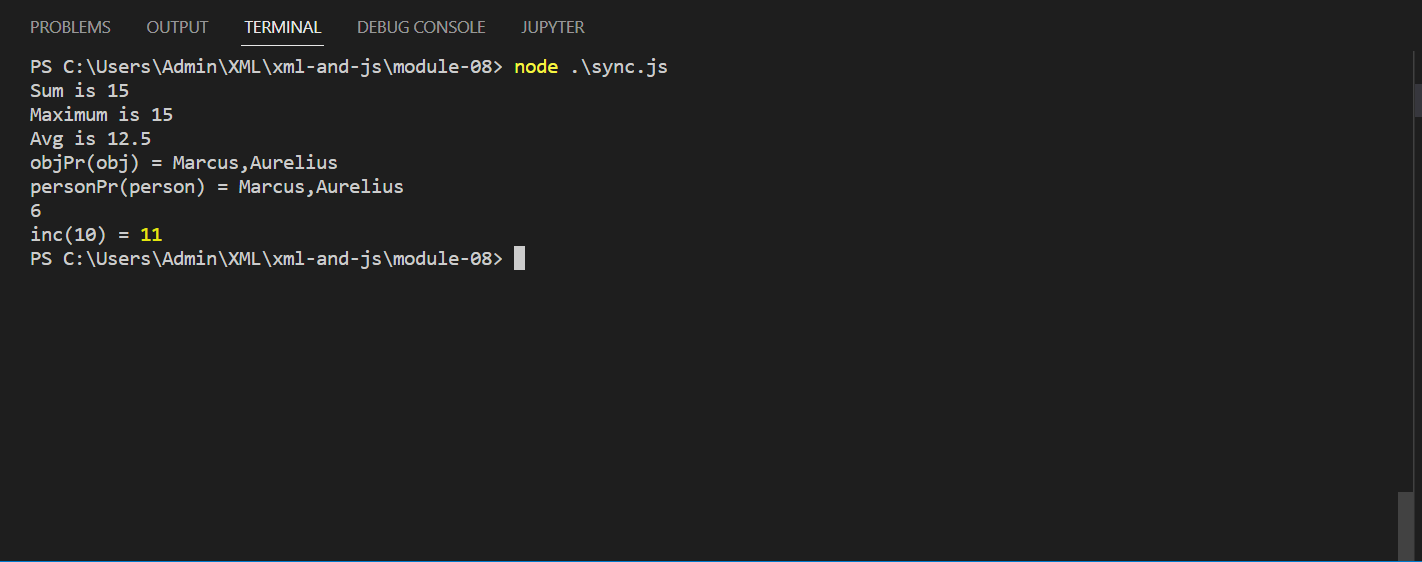 PROBLEMS OUTPUT TERMINAL DEBUG CONSOLE JUPYTER
PS C:\Users\Admin\XML\xml-and-js\module-08> node .\sync.js
Sum is 15
Maximum is 15
Avg is 12.5
objPr(obj) = Marcus,Aurelius
personPr(person) = Marcus,Aurelius
6
inc(10) = 11
PS C:\Users\Admin\XML\xml-and-js\module-08>